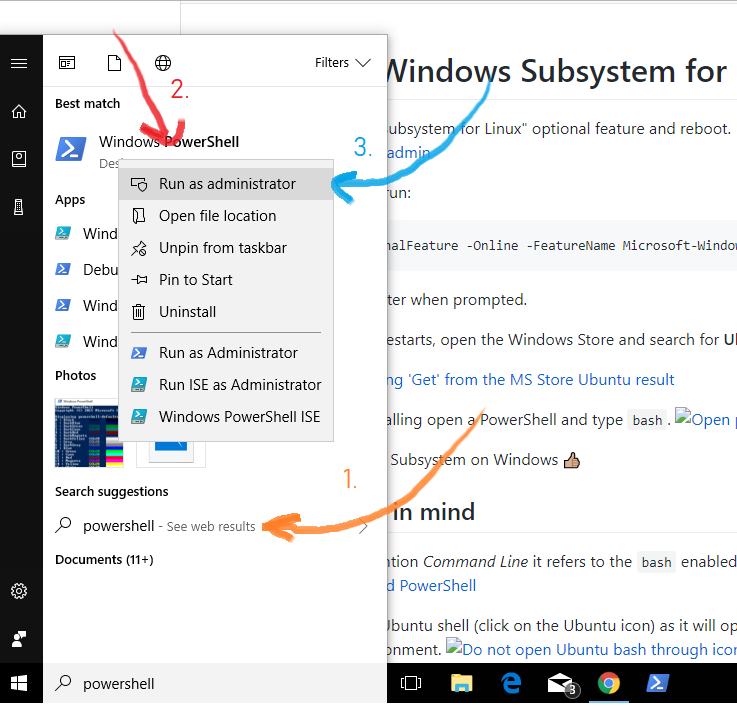 Filters
Best match
Windows PowerShell
Des
Run as administrator
Open file location
Unpin from taskbar
Pin to Start
Uninstall
Run as Administrator
Run ISE as Administrator
Windows PowerShell ISE
Apps
Wind
Debu
Wind
Wind
Photos
Search suggestions
powershell - See web results
Documents (11+)
powershell
1.
2.
3.
Windows Subsystem for
ubsystem for Linux" optional feature and reboot.
admin
run:
nalFeature -Online -FeatureName Microsoft-Window
ter when prompted.
estarts, open the Windows Store and search for Ub
ng 'Get' from the MS Store Ubuntu result
alling open a PowerShell and type bash . Open p
Subsystem on Windows 👍🏽
in mind
ntion Command Line it refers to the bash enabled
d PowerShell
Ubuntu shell (click on the Ubuntu icon) as it will op
onment. Do not open Ubuntu bash through icon
3